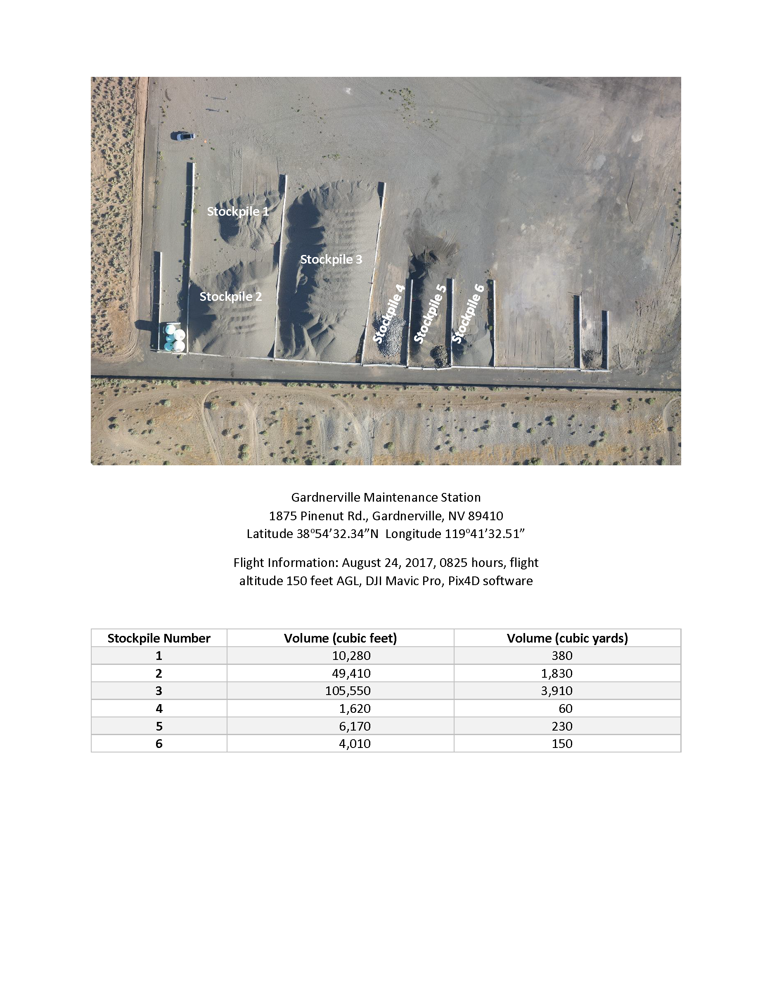 Stockpile 1
Stockpile 2
Stockpile 3
Stockpile 4
Stockpile 5
Stockpile 6
Gardnerville Maintenance Station
1875 Pinenut Rd., Gardnerville, NV 89410
Latitude 38º54’32.34”N  Longitude 119º41’32.51”
Flight Information: August 24, 2017, 0825 hours, flight
altitude 150 feet AGL, DJI Mavic Pro, Pix4D software
Stockpile Number Volume (cubic feet) Volume (cubic yards)
1 10,280 380
2 49,410 1,830
3 105,550 3,910
4 1,620 60
5 6,170 230
6 4,010 150